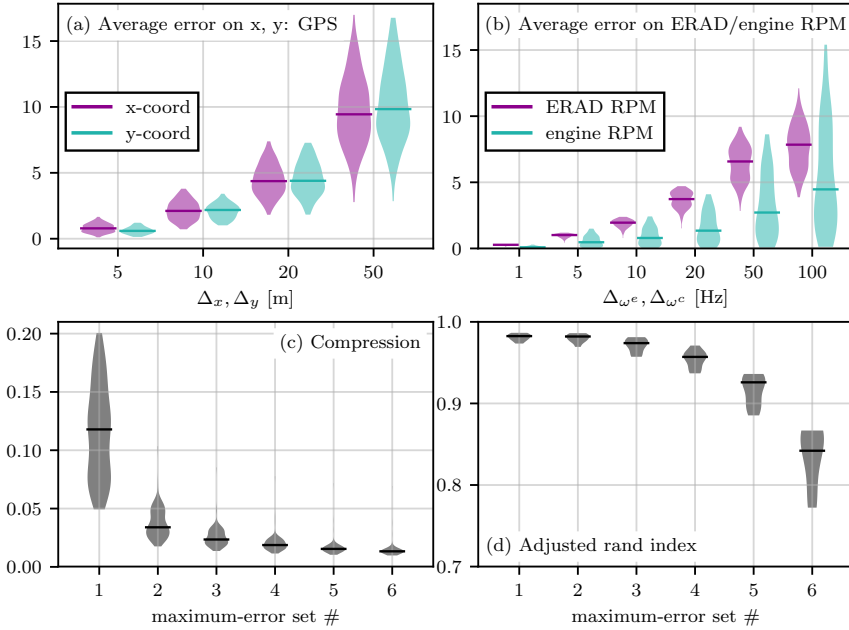 (a) Average error on x, y: GPS
15
10
5
0
x-coord
y-coord
5 10 20 50
Δx, Δy [m]
(b) Average error on ERAD/engine RPM
15
10
5
0
ERAD RPM
engine RPM
1 5 10 20 50 100
Δωe, Δωc [Hz]
(c) Compression
0.20
0.15
0.10
0.05
0.00
1 2 3 4 5 6
maximum-error set #
1.0
0.9
0.8
0.7
(d) Adjusted rand index
1 2 3 4 5 6
maximum-error set #